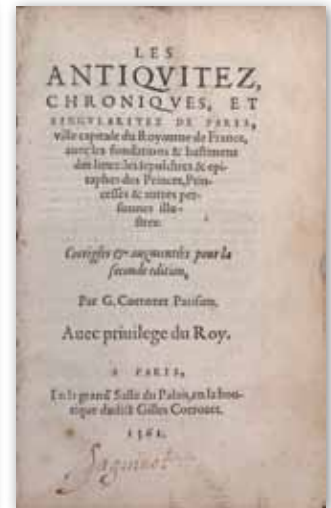 LES
ANTIQVITEZ,
CHRONIQVES, ET
SINGVLARITEZ DE PARIS,
ville capitale du Royaume de France,
auec les fondations & bastimens
des lieux: les sepulchres & epi-
taphes des Princes, Prin-
cesses & autres per-
sonnes illu-
stres.
Corrigées & augmentées pour la
seconde edition,
Par G. Corrozet Parisien.
Auec priuilege du Roy.
A PARIS,
En la grand' Salle du Palais, en la bou-
tique dudict Gilles Corrozet.
1561.